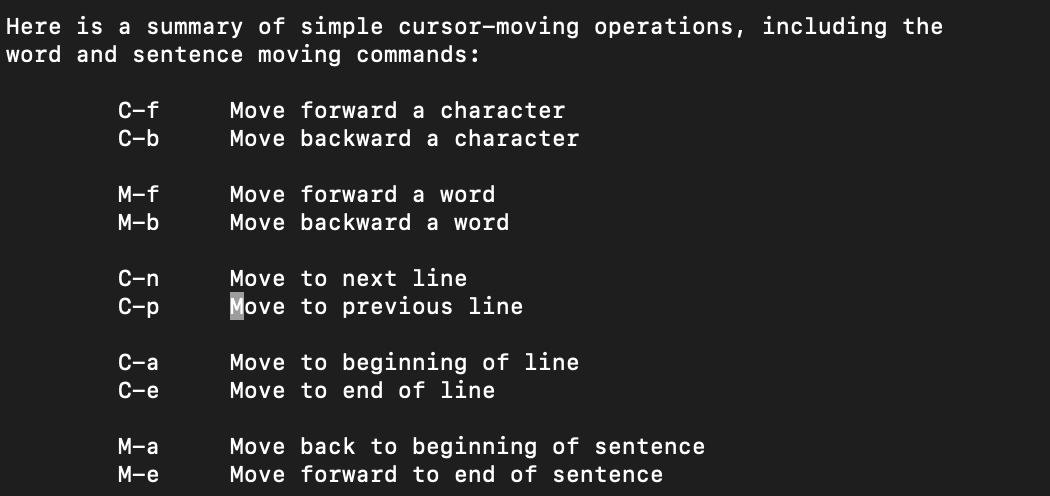 Here is a summary of simple cursor-moving operations, including the
word and sentence moving commands:
C-f Move forward a character
C-b Move backward a character
M-f Move forward a word
M-b Move backward a word
C-n Move to next line
C-p Move to previous line
C-a Move to beginning of line
C-e Move to end of line
M-a Move back to beginning of sentence
M-e Move forward to end of sentence